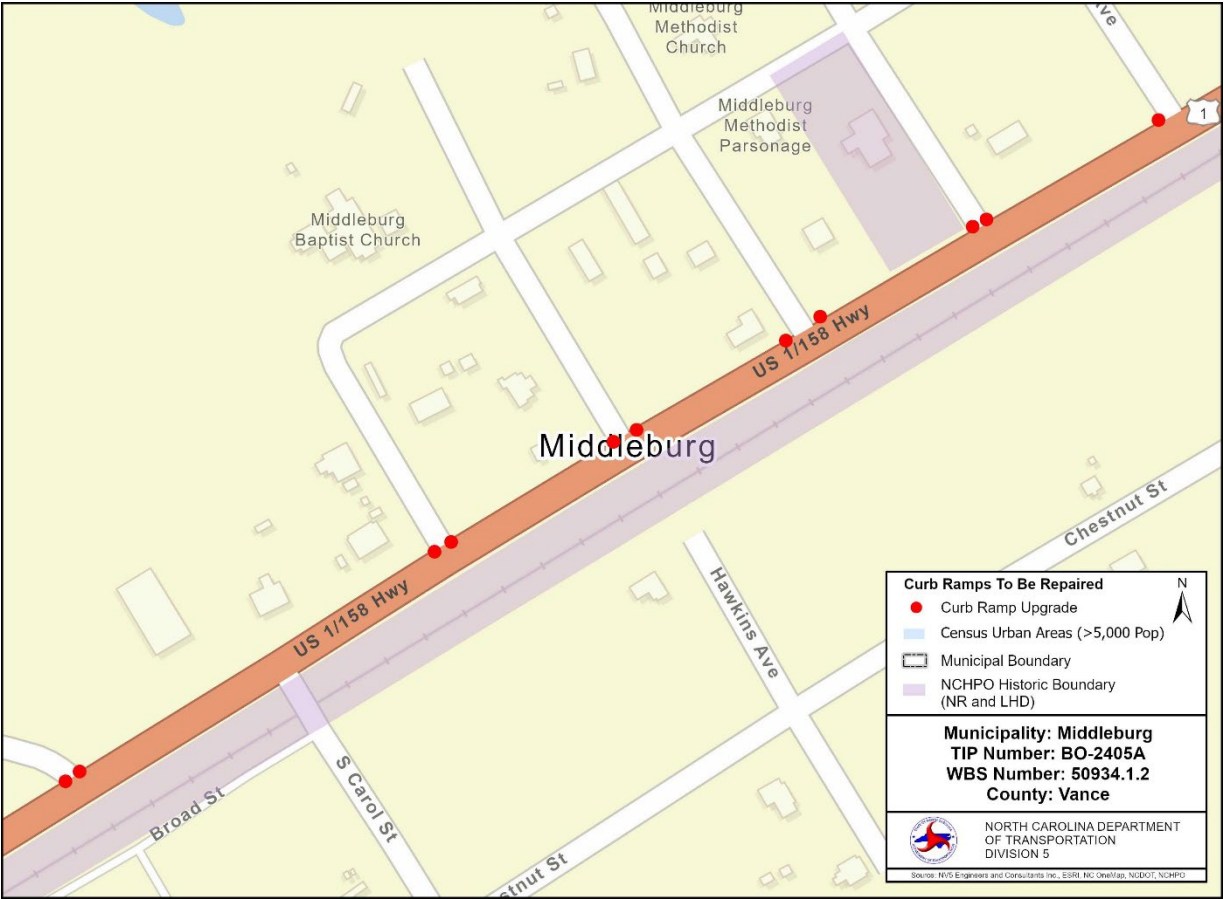 Middleburg
Methodist
Church
Ave
1
Middleburg
Methodist
Parsonage
Middleburg
Baptist Church
US 1/158 Hwy
Middleburg
Chestnut St
US 1/158 Hwy
Hawkins Ave
S Carol St
Broad St
stnut St
Curb Ramps To Be Repaired
N
Curb Ramp Upgrade
Census Urban Areas (>5,000 Pop)
Municipal Boundary
NCHPO Historic Boundary
(NR and LHD)
Municipality: Middleburg
TIP Number: BO-2405A
WBS Number: 50934.1.2
County: Vance
NORTH CAROLINA DEPARTMENT
OF TRANSPORTATION
DIVISION 5
Source: NV5 Engineers and Consultants Inc., ESRI, NC OneMap, NCDOT, NCHPO